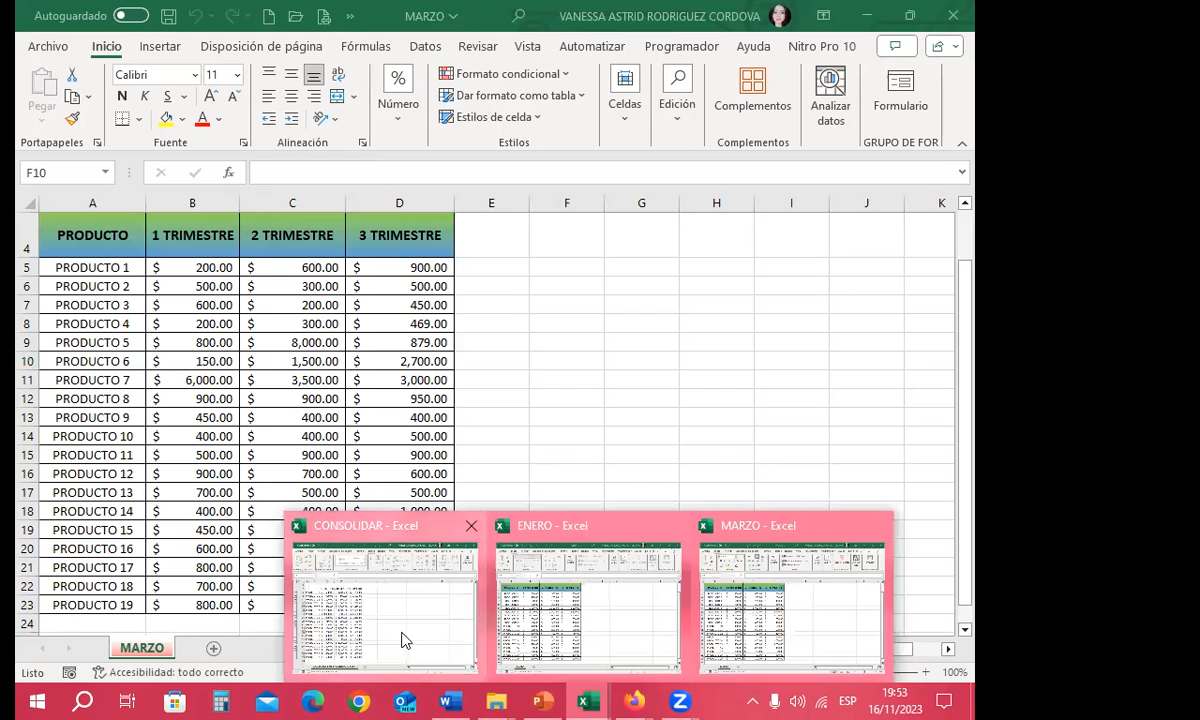 Autoguardado
MARZO
VANESSA ASTRID RODRIGUEZ CORDOVA
Archivo Inicio Insertar Disposición de página Fórmulas Datos Revisar Vista Automatizar Programador Ayuda Nitro Pro 10
Pegar
Calibri 11
N K S
Número
Formato condicional
Dar formato como tabla
Estilos de celda
Celdas
Edición
Complementos
Analizar datos
Formulario
Portapapeles Fuente Alineación Estilos Complementos GRUPO DE FOR
F10 fx
A B C D E F G H I J K
4 PRODUCTO 1 TRIMESTRE 2 TRIMESTRE 3 TRIMESTRE
5 PRODUCTO 1 $ 200.00 $ 600.00 $ 900.00
6 PRODUCTO 2 $ 500.00 $ 300.00 $ 500.00
7 PRODUCTO 3 $ 600.00 $ 200.00 $ 450.00
8 PRODUCTO 4 $ 200.00 $ 300.00 $ 469.00
9 PRODUCTO 5 $ 800.00 $ 8,000.00 $ 879.00
10 PRODUCTO 6 $ 150.00 $ 1,500.00 $ 2,700.00
11 PRODUCTO 7 $ 6,000.00 $ 3,500.00 $ 3,000.00
12 PRODUCTO 8 $ 900.00 $ 900.00 $ 950.00
13 PRODUCTO 9 $ 450.00 $ 400.00 $ 400.00
14 PRODUCTO 10 $ 400.00 $ 400.00 $ 500.00
15 PRODUCTO 11 $ 500.00 $ 900.00 $ 900.00
16 PRODUCTO 12 $ 900.00 $ 700.00 $ 600.00
17 PRODUCTO 13 $ 700.00 $ 500.00 $ 500.00
18 PRODUCTO 14 $ 400.00 $
19 PRODUCTO 15 $ 450.00
20 PRODUCTO 16 $ 600.00
21 PRODUCTO 17 $ 800.00
22 PRODUCTO 18 $ 700.00
23 PRODUCTO 19 $ 800.00
24
CONSOLIDAR - Excel
ENERO - Excel
MARZO - Excel
MARZO
Listo Accesibilidad: todo correcto 100%
ESP
19:53
16/11/2023